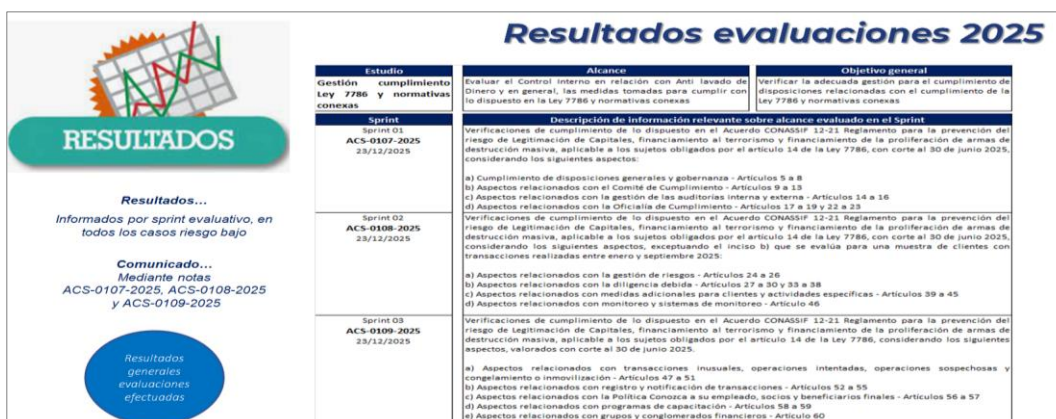 Resultados evaluaciones 2025
RESULTADOS
Resultados...
Informados por sprint evaluativo, en
todos los casos riesgo bajo
Comunicado...
Mediante notas
ACS-0107-2025, ACS-0108-2025
y ACS-0109-2025
Resultados
generales
evaluaciones
efectuadas
Estudio
Alcance
Objetivo general
Gestión cumplimiento
Ley 7786 y normativas
conexas
Evaluar el Control Interno en relación con Anti lavado de
Dinero y en general, las medidas tomadas para cumplir con
lo dispuesto en la Ley 7786 y normativas conexas
Verificar la adecuada gestión para el cumplimiento de
disposiciones relacionadas con el cumplimiento de la
Ley 7786 y normativas conexas
Sprint
Descripción de información relevante sobre alcance evaluado en el Sprint
Sprint 01
ACS-0107-2025
23/12/2025
Verificaciones de cumplimiento de lo dispuesto en el Acuerdo CONASSIF 12-21 Reglamento para la prevención del
riesgo de Legitimación de Capitales, financiamiento al terrorismo y financiamiento de la proliferación de armas de
destrucción masiva, aplicable a los sujetos obligados por el artículo 14 de la Ley 7786, con corte al 30 de junio 2025,
considerando los siguientes aspectos:
a) Cumplimiento de disposiciones generales y gobernanza - Artículos 5 a 8
b) Aspectos relacionados con el Comité de Cumplimiento - Artículos 9 a 13
c) Aspectos relacionados con la gestión de las auditorías interna y externa - Artículos 14 a 16
d) Aspectos relacionados con la Oficialía de Cumplimiento - Artículos 17 a 19 y 22 a 23
Sprint 02
ACS-0108-2025
23/12/2025
Verificaciones de cumplimiento de lo dispuesto en el Acuerdo CONASSIF 12-21 Reglamento para la prevención del
riesgo de Legitimación de Capitales, financiamiento al terrorismo y financiamiento de la proliferación de armas de
destrucción masiva, aplicable a los sujetos obligados por el artículo 14 de la Ley 7786, con corte al 30 de junio 2025,
considerando los siguientes aspectos, exceptuando el inciso b) que se evalúa para una muestra de clientes con
transacciones realizadas entre enero y septiembre 2025:
a) Aspectos relacionados con la gestión de riesgos - Artículos 24 a 26
b) Aspectos relacionados con la diligencia debida - Artículos 27 a 30 y 33 a 38
c) Aspectos relacionados con medidas adicionales para clientes y actividades específicas - Artículos 39 a 45
d) Aspectos relacionados con monitoreo y sistemas de monitoreo - Artículo 46
Sprint 03
ACS-0109-2025
23/12/2025
Verificaciones de cumplimiento de lo dispuesto en el Acuerdo CONASSIF 12-21 Reglamento para la prevención del
riesgo de Legitimación de Capitales, financiamiento al terrorismo y financiamiento de la proliferación de armas de
destrucción masiva, aplicable a los sujetos obligados por el artículo 14 de la Ley 7786, considerando los siguientes
aspectos, valorados con corte al 30 de junio 2025.
a) Aspectos relacionados con transacciones inusuales, operaciones intentadas, operaciones sospechosas y
congelamiento o inmovilización - Artículos 47 a 51
b) Aspectos relacionados con registro y notificación de transacciones - Artículos 52 a 55
c) Aspectos relacionados con la Política Conozca a su empleado, socios y beneficiarios finales - Artículos 56 a 57
d) Aspectos relacionados con programas de capacitación - Artículos 58 a 59
d) Aspectos relacionados con grupos y conglomerados financieros - Artículo 60